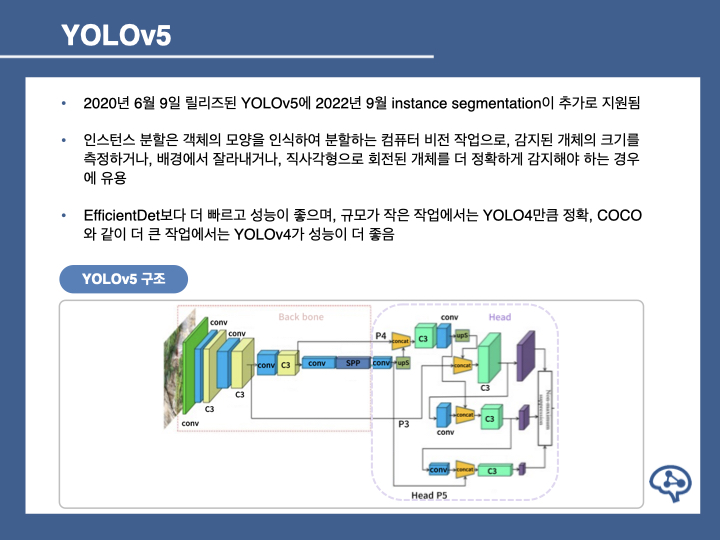 YOLOv5
• 2020년 6월 9일 릴리즈된 YOLOv5에 2022년 9월 instance segmentation이 추가로 지원됨
• 인스턴스 분할은 객체의 모양을 인식하여 분할하는 컴퓨터 비전 작업으로, 감지된 개체의 크기를
측정하거나, 배경에서 잘라내거나, 직사각형으로 회전된 개체를 더 정확하게 감지해야 하는 경우
에 유용
• EfficientDet보다 더 빠르고 성능이 좋으며, 규모가 작은 작업에서는 YOLO4만큼 정확, COCO
와 같이 더 큰 작업에서는 YOLOv4가 성능이 더 좋음
YOLOv5 구조
Back bone
Head
conv
conv
C3
C3
conv
conv
C3
conv
SPP
conv
upS
P4
concat
C3
conv
upS
concat
C3
P3
conv
concat
C3
conv
concat
C3
Head P5